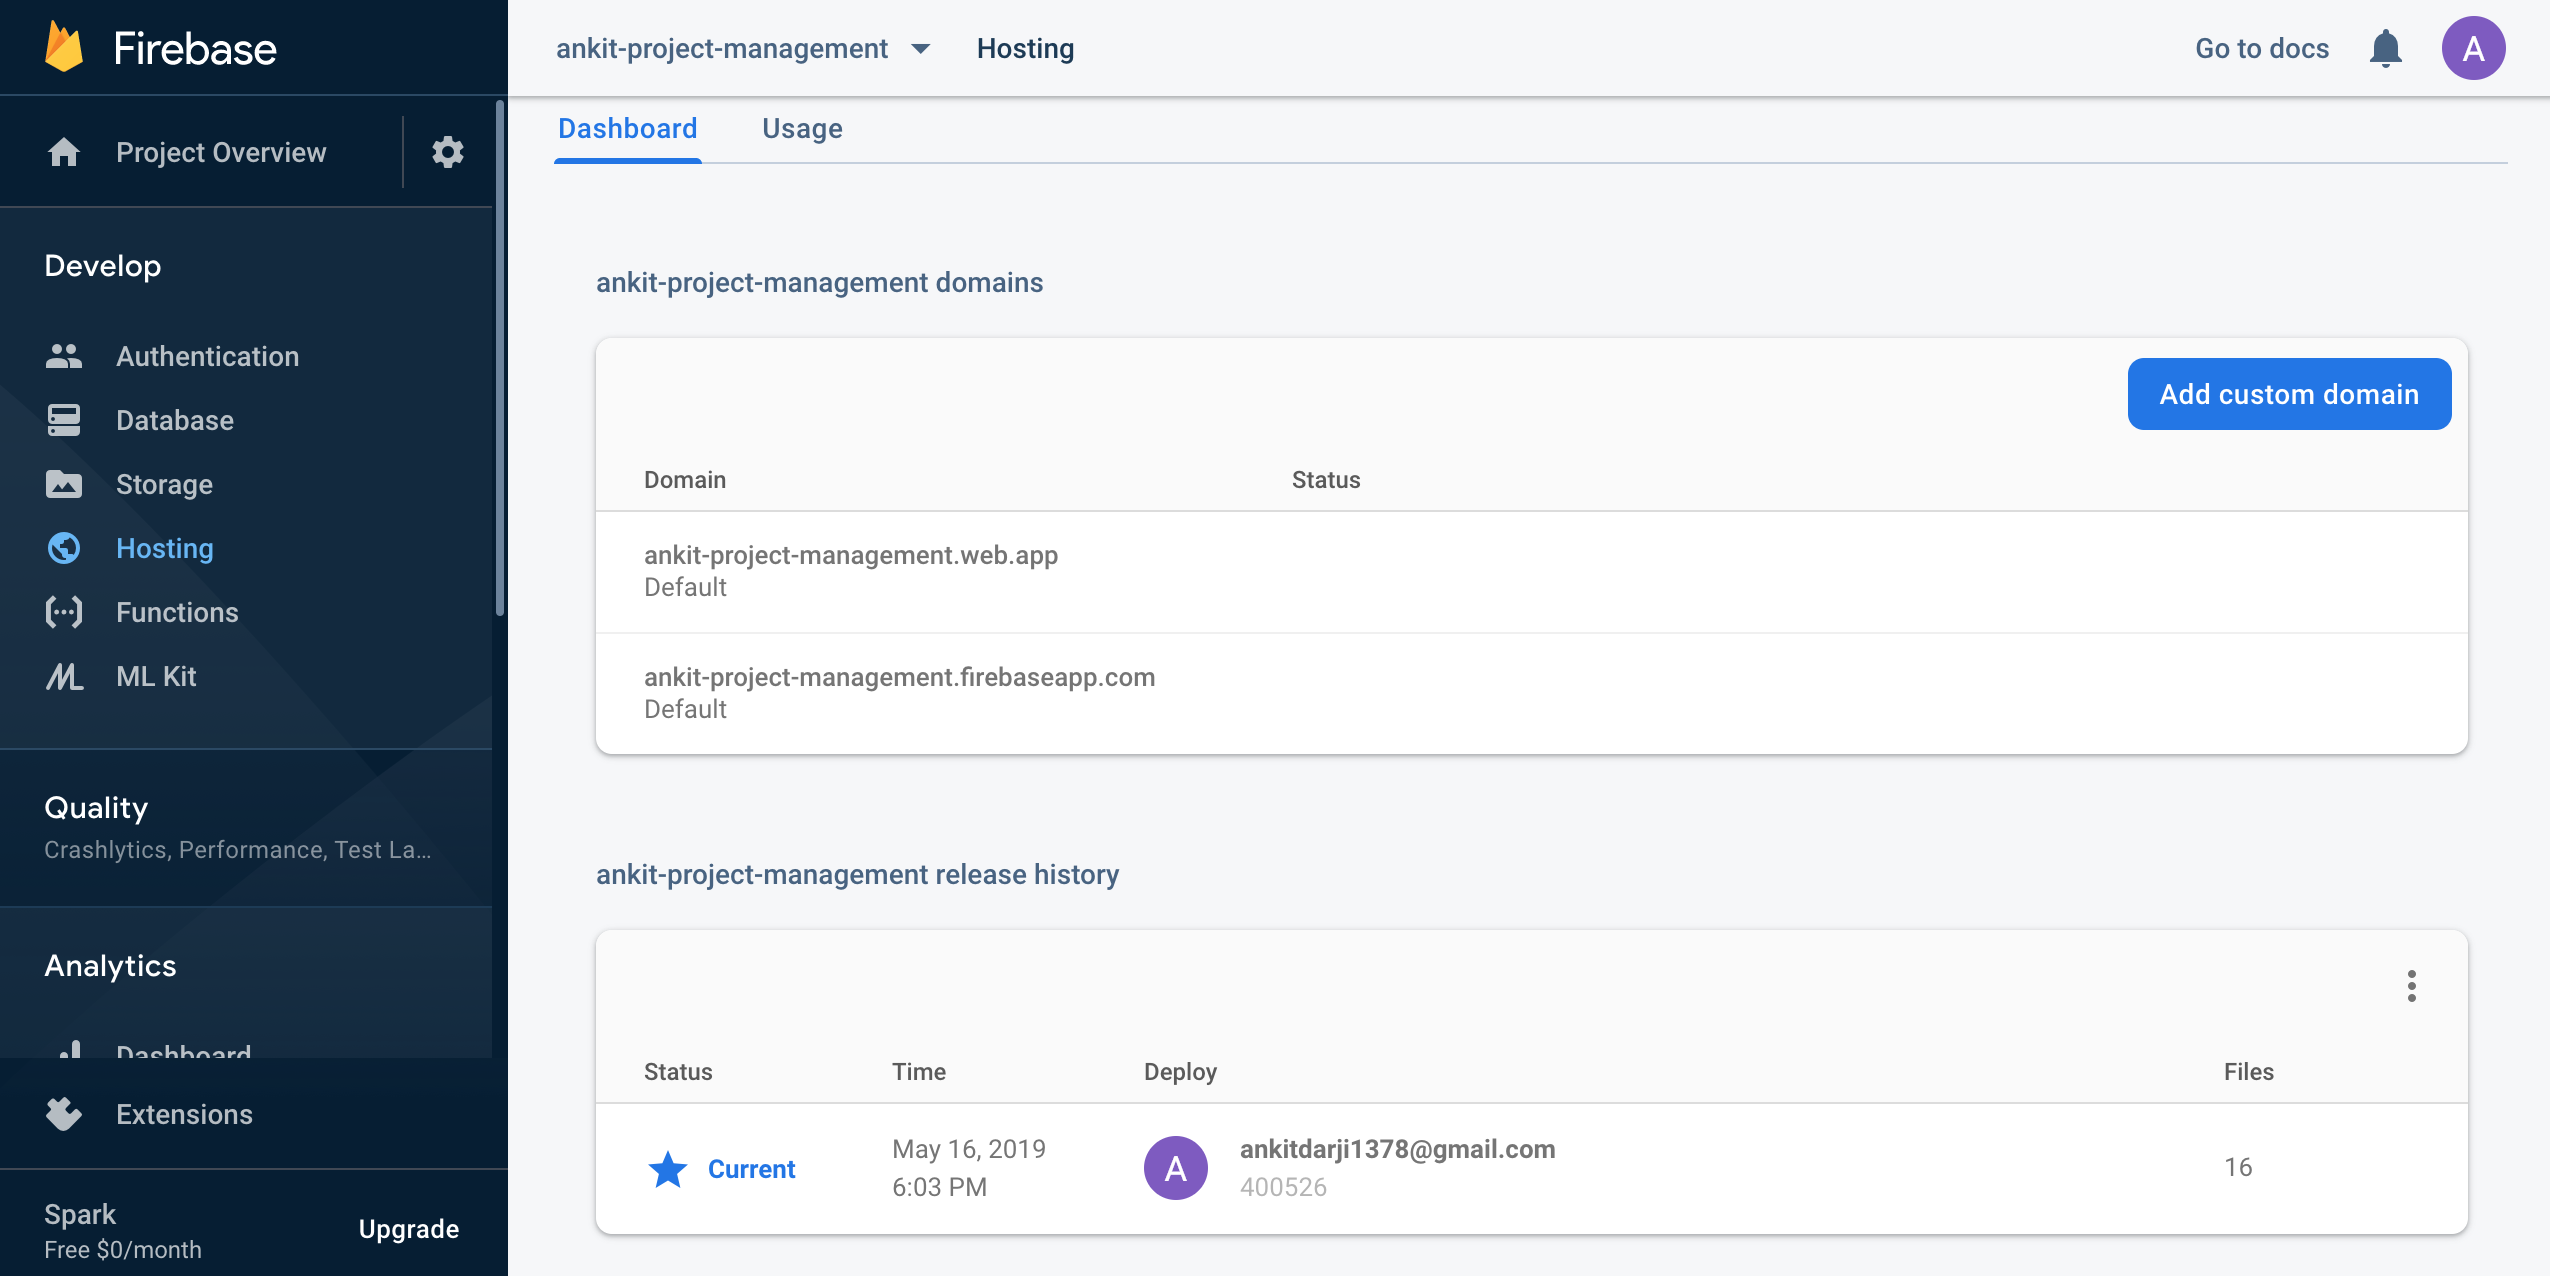 Firebase
Project Overview
Develop
Authentication
Database
Storage
Hosting
Functions
ML Kit
Quality
Crashlytics, Performance, Test La...
Analytics
Dashboard
Extensions
Spark
Free $0/month
Upgrade
ankit-project-management Hosting
Go to docs
A
Dashboard Usage
ankit-project-management domains
Add custom domain
Domain Status
ankit-project-management.web.app
Default
ankit-project-management.firebaseapp.com
Default
ankit-project-management release history
Status Time Deploy Files
Current
May 16, 2019
6:03 PM
A
ankitdarji1378@gmail.com
400526
16